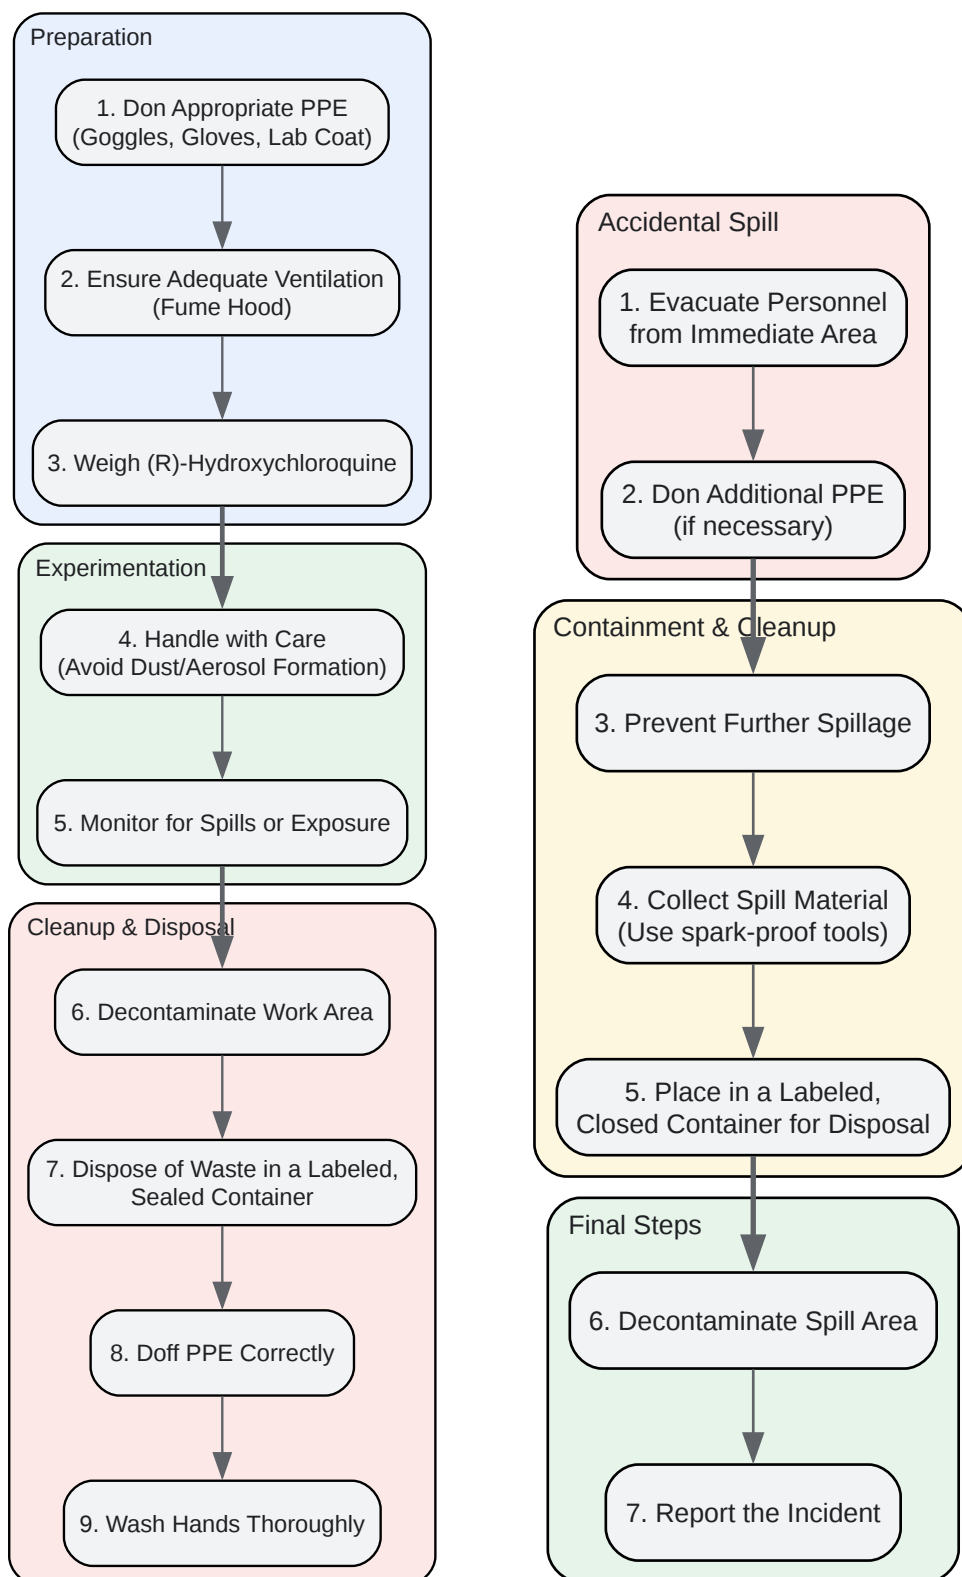 Preparation
1. Don Appropriate PPE
(Goggles, Gloves, Lab Coat)
2. Ensure Adequate Ventilation
(Fume Hood)
3. Weigh (R)-Hydroxychloroquine
Experimentation
4. Handle with Care
(Avoid Dust/Aerosol Formation)
5. Monitor for Spills or Exposure
Cleanup & Disposal
6. Decontaminate Work Area
7. Dispose of Waste in a Labeled,
Sealed Container
8. Doff PPE Correctly
9. Wash Hands Thoroughly
Accidental Spill
1. Evacuate Personnel
from Immediate Area
2. Don Additional PPE
(if necessary)
Containment & Cleanup
3. Prevent Further Spillage
4. Collect Spill Material
(Use spark-proof tools)
5. Place in a Labeled,
Closed Container for Disposal
Final Steps
6. Decontaminate Spill Area
7. Report the Incident